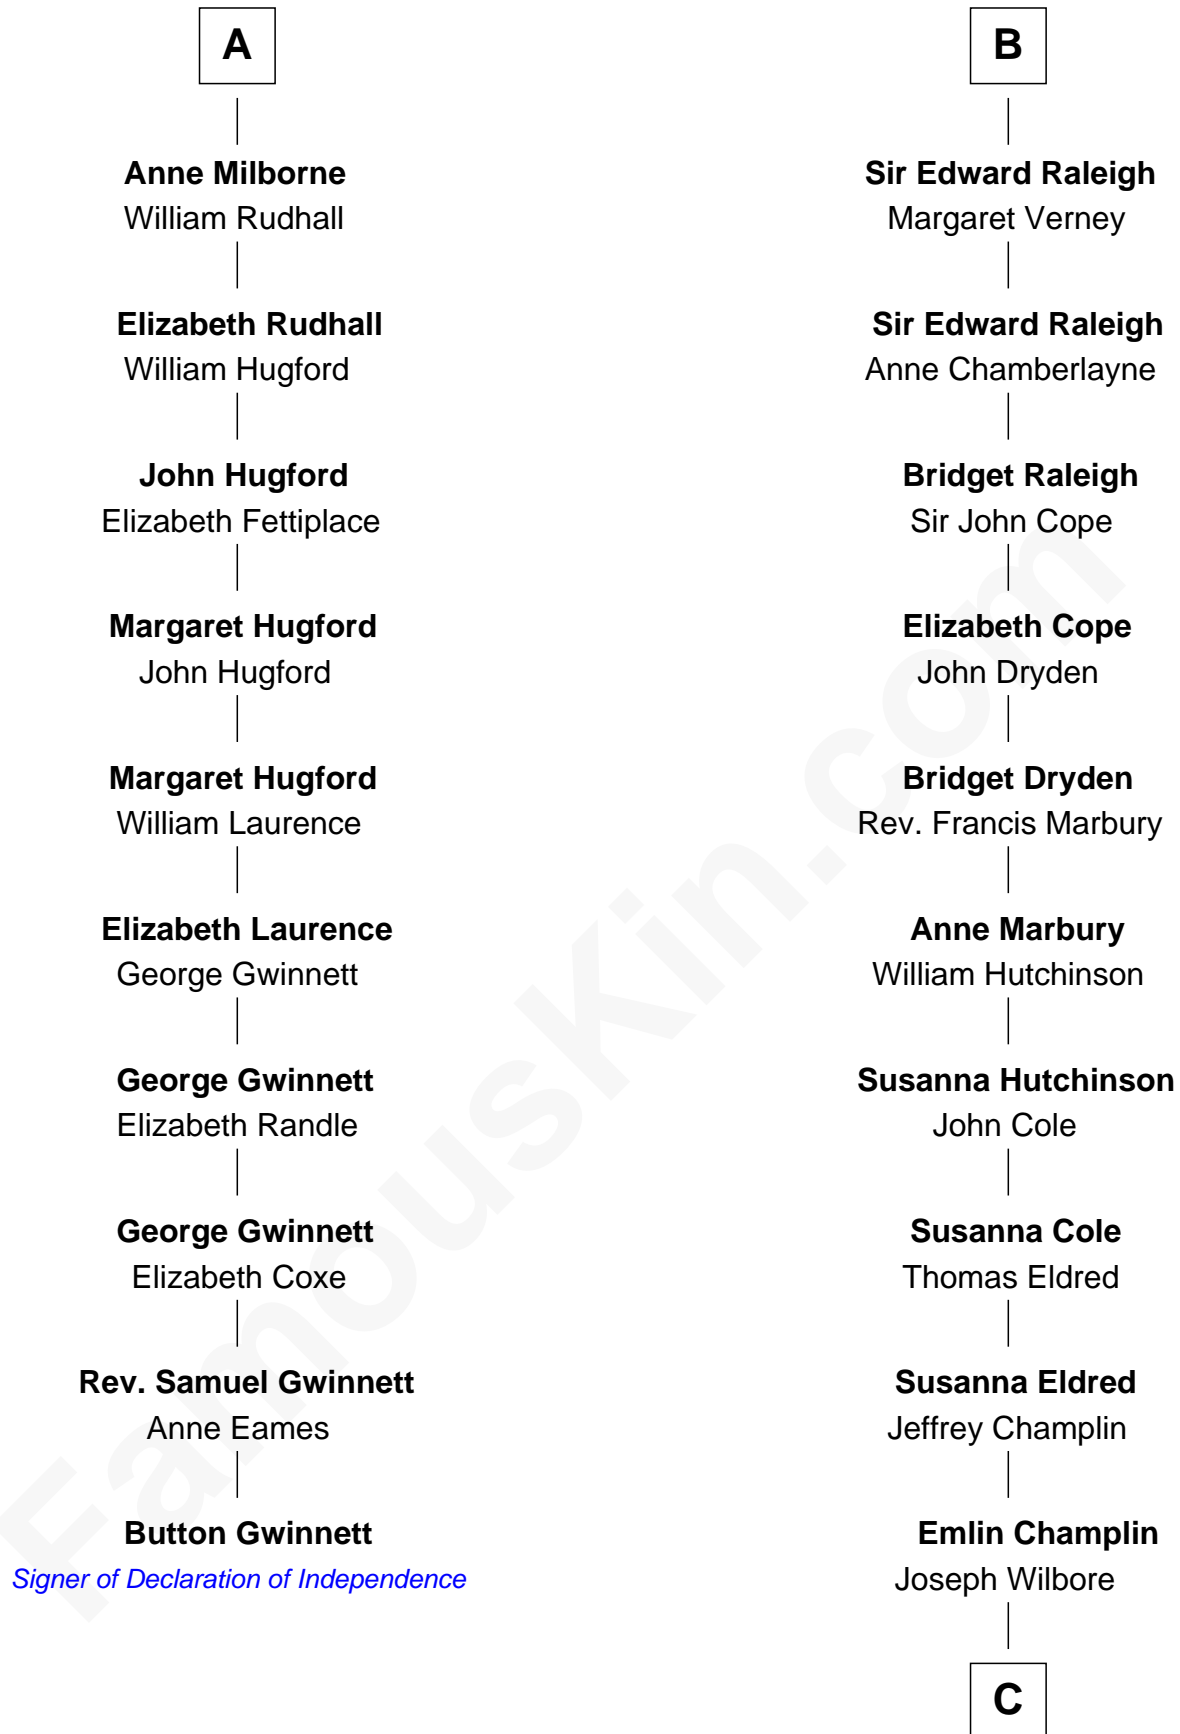 A
Anne Milborne
William Rudhall
Elizabeth Rudhall
William Hugford
John Hugford
Elizabeth Fettiplace
Margaret Hugford
John Hugford
Margaret Hugford
William Laurence
Elizabeth Laurence
George Gwinnett
George Gwinnett
Elizabeth Randle
George Gwinnett
Elizabeth Coxe
Rev. Samuel Gwinnett
Anne Eames
Button Gwinnett
Signer of Declaration of Independence
B
Sir Edward Raleigh
Margaret Verney
Sir Edward Raleigh
Anne Chamberlayne
Bridget Raleigh
Sir John Cope
Elizabeth Cope
John Dryden
Bridget Dryden
Rev. Francis Marbury
Anne Marbury
William Hutchinson
Susanna Hutchinson
John Cole
Susanna Cole
Thomas Eldred
Susanna Eldred
Jeffrey Champlin
Emlin Champlin
Joseph Wilbore
C
FamousKin.com